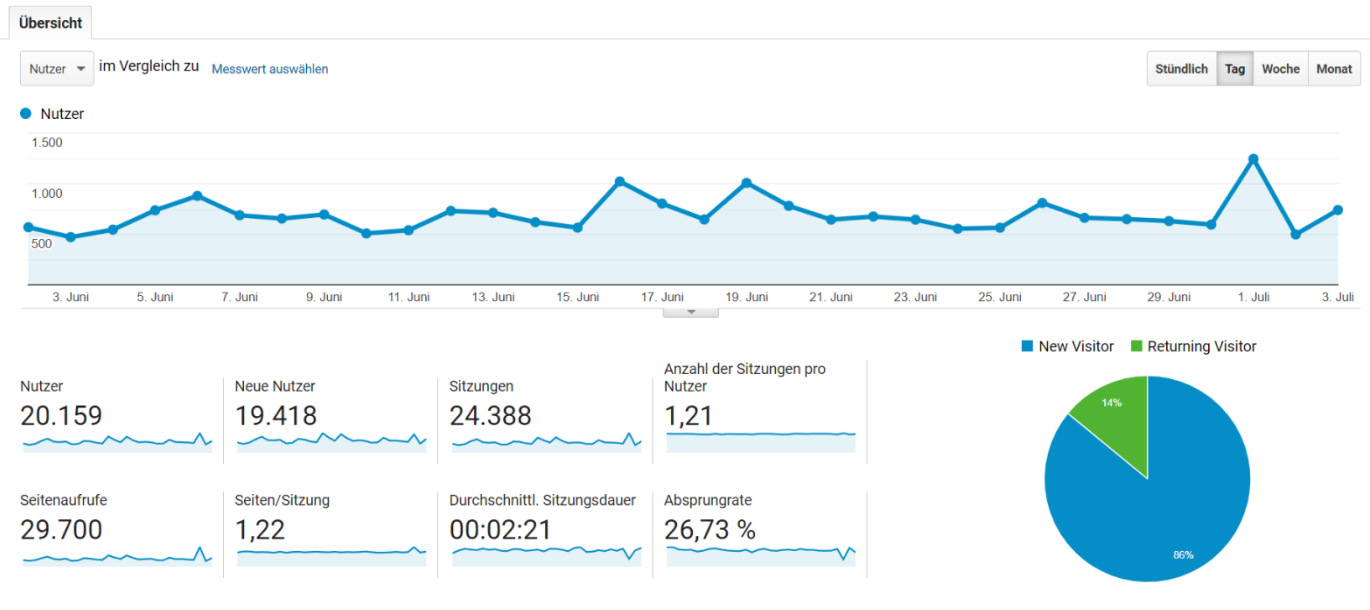 Übersicht
Nutzer im Vergleich zu Messwert auswählen
Stündlich Tag Woche Monat
Nutzer
1.500
1.000
500
3. Juni 5. Juni 7. Juni 9. Juni 11. Juni 13. Juni 15. Juni 17. Juni 19. Juni 21. Juni 23. Juni 25. Juni 27. Juni 29. Juni 1. Juli 3. Juli
New Visitor Returning Visitor
Nutzer
20.159
Neue Nutzer
19.418
Sitzungen
24.388
Anzahl der Sitzungen pro
Nutzer
1,21
Seitenaufrufe
29.700
Seiten/Sitzung
1,22
Durchschnittl. Sitzungsdauer
00:02:21
Absprungrate
26,73 %
14%
86%